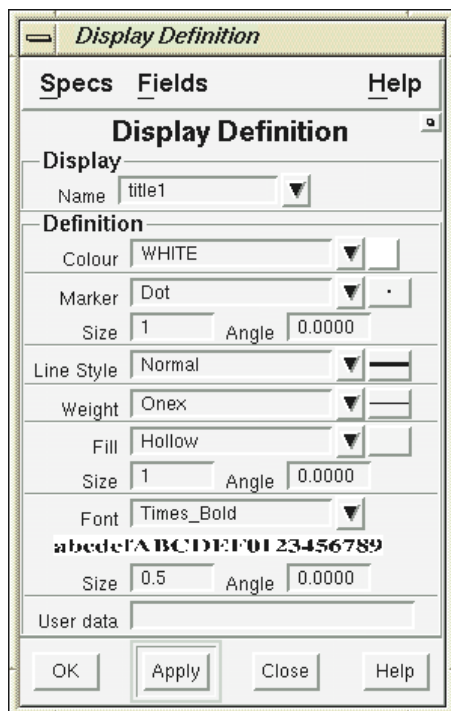 Display Definition
Specs Fields Help
Display Definition
Display
Name title1
Definition
Colour WHITE
Marker Dot
Size 1 Angle 0.0000
Line Style Normal
Weight Onex
Fill Hollow
Size 1 Angle 0.0000
Font Times_Bold
abcdefABCDEF0123456789
Size 0.5 Angle 0.0000
User data
OK Apply Close Help